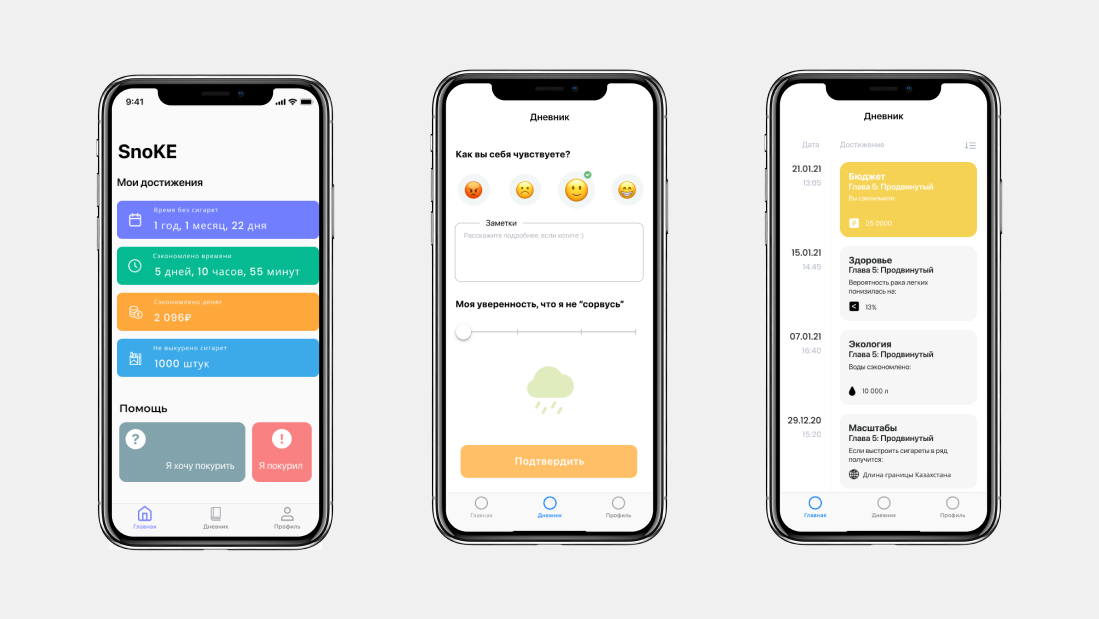 9:41
SnoKE
Мои достижения
Время без сигарет
1 год, 1 месяц, 22 дня
Сэкономлено времени
5 дней, 10 часов, 55 минут
Сэкономлено денег
2 096₽
Не выкурено сигарет
1000 штук
Помощь
?
Я хочу покурить
!
Я покурил
Главная
Дневник
Профиль
Дневник
Как вы себя чувствуете?
Заметки
Расскажите подробнее, если хотите :)
Моя уверенность, что я не “сорвусь”
Подтвердить
Главная
Дневник
Профиль
Дневник
Дата
Достижение
21.01.21
13:05
Бюджет
Глава 5: Продвинутый
Вы сэкономили:
25 000
15.01.21
14:45
Здоровье
Глава 5: Продвинутый
Вероятность рака легких
понизилась на:
< 13%
07.01.21
16:40
Экология
Глава 5: Продвинутый
Воды сэкономлено:
10 000 л
29.12.20
15:20
Масштабы
Глава 5: Продвинутый
Если выстроить сигареты в ряд
получится:
Длина границы Казахстана
Главная
Дневник
Профиль